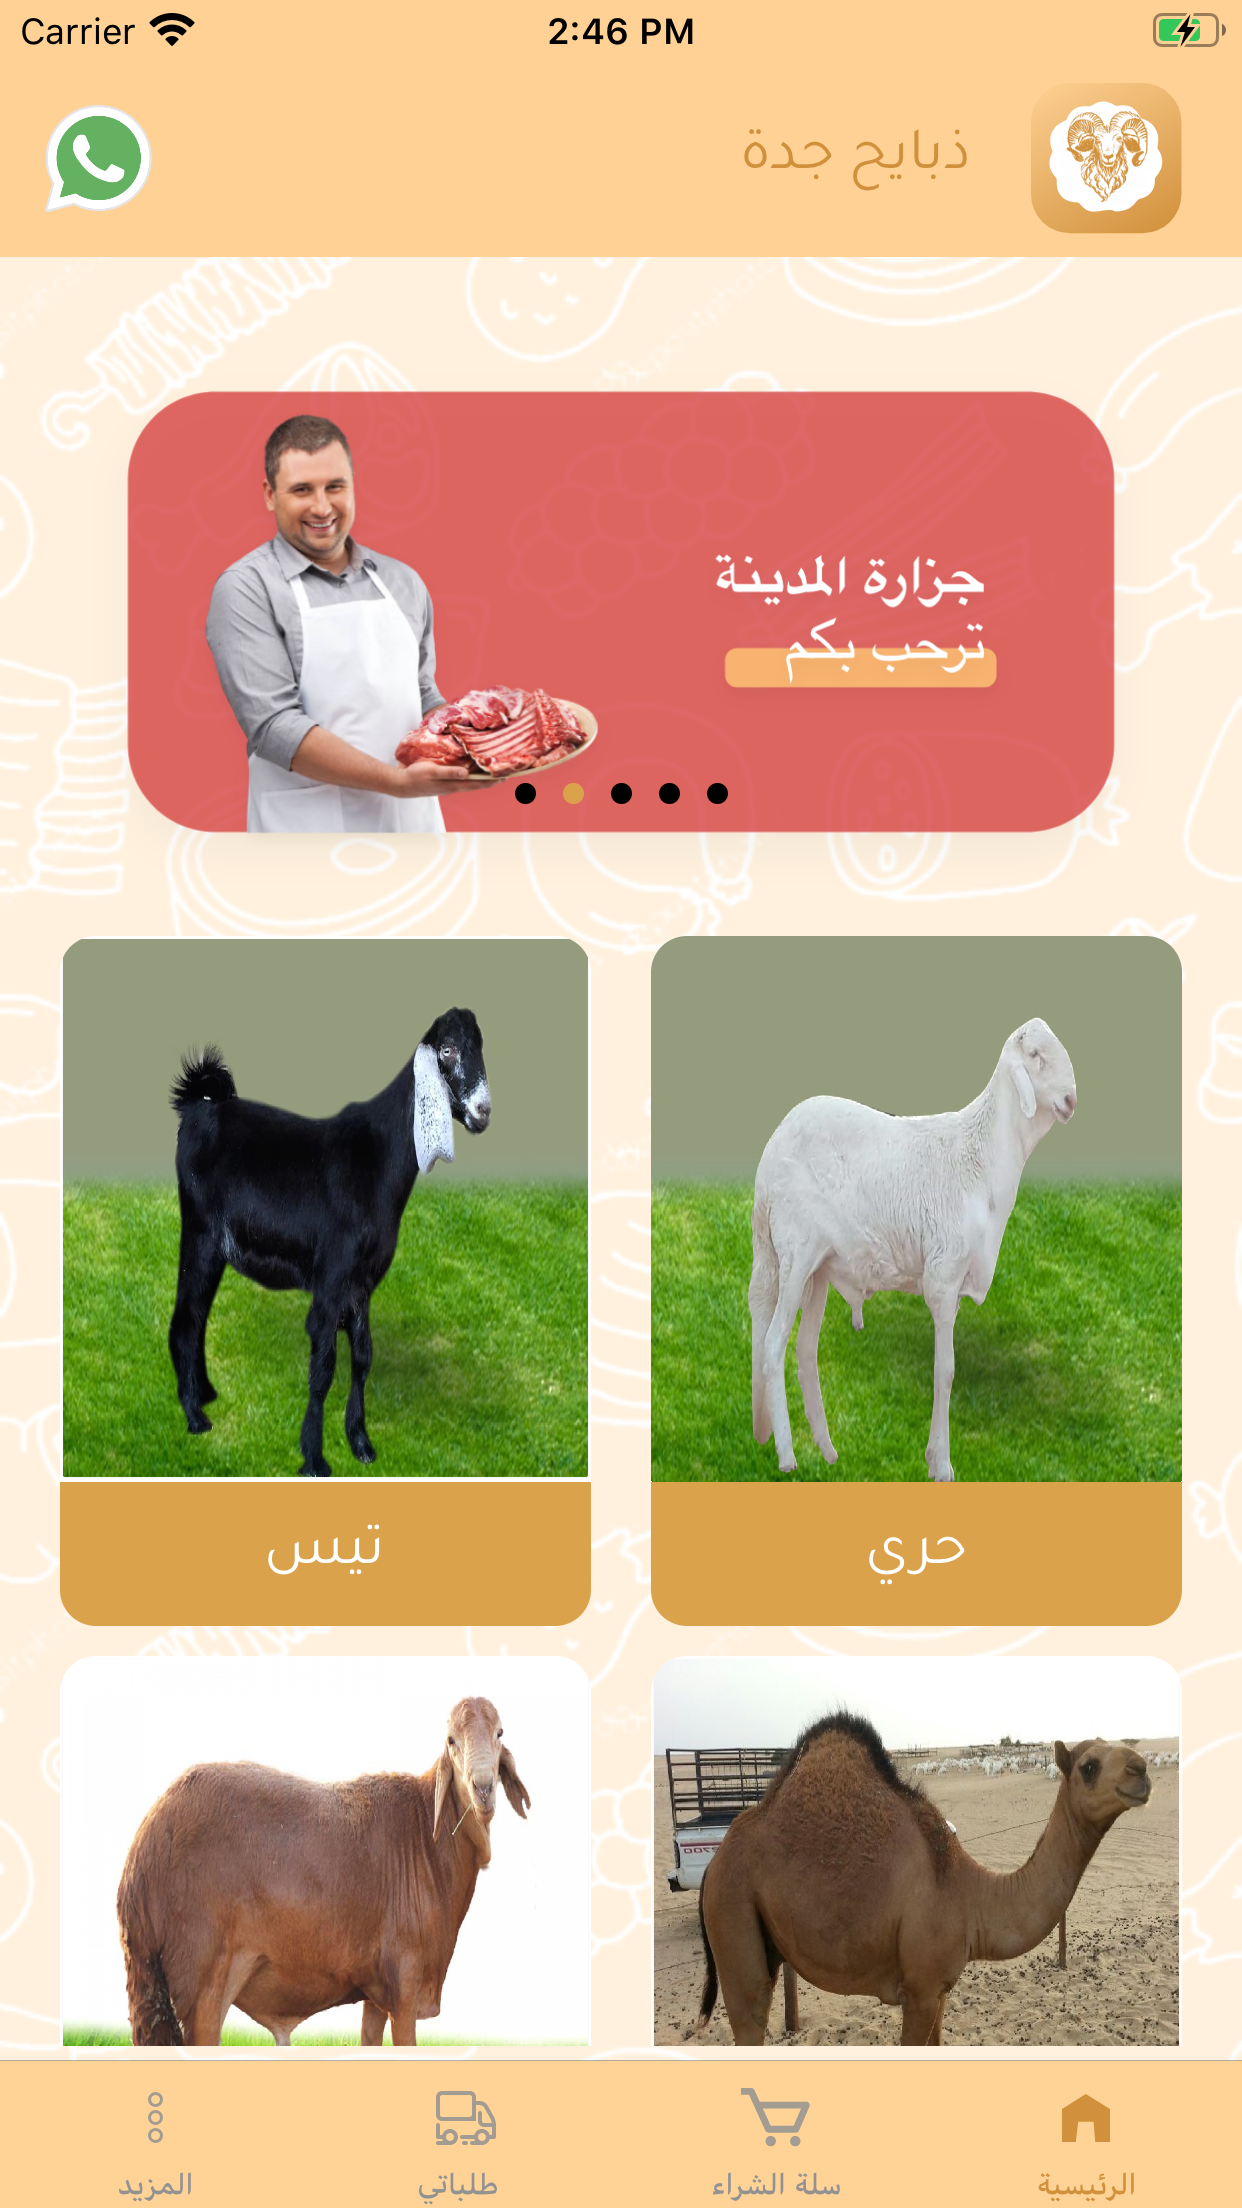 Carrier 2:46 PM
ذبايح جدة
جزارة المدينة
ترحب بكم
حري
تيس
الرئيسية
سلة الشراء
طلباتي
المزيد